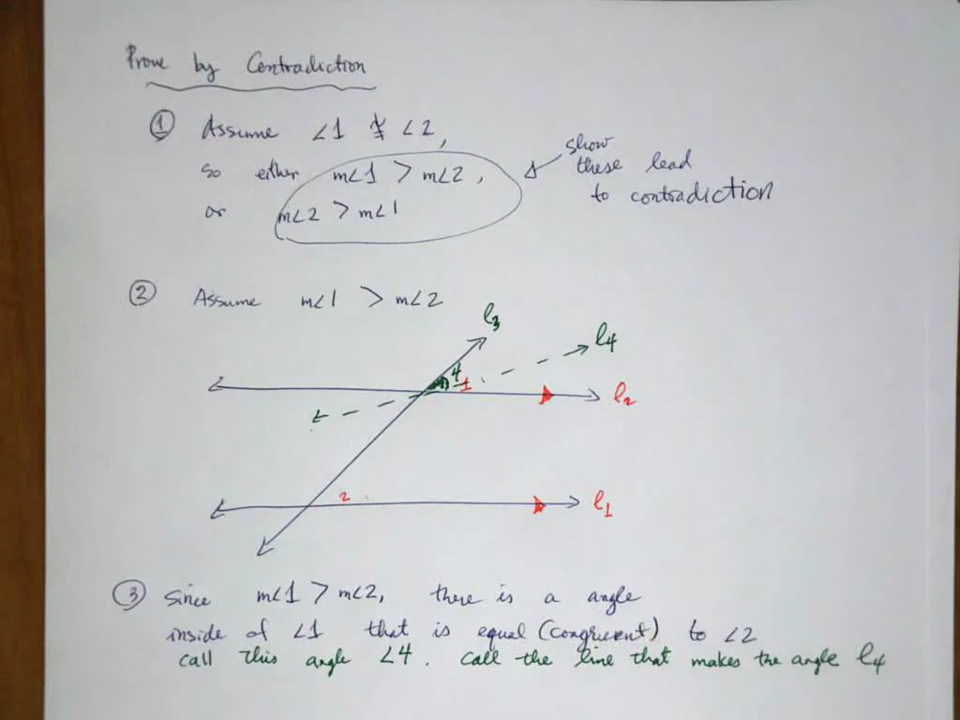 Prove by Contradiction
① Assume ∠1 ≇ ∠2,
so either m∠1 > m∠2,
or m∠2 > m∠1
show
these lead
to contradiction
② Assume m∠1 > m∠2
l3
l4
4
1
l2
2
l1
③ Since m∠1 > m∠2, there is a angle
inside of ∠1 that is equal (congruent) to ∠2
call this angle ∠4. Call the line that makes the angle l4